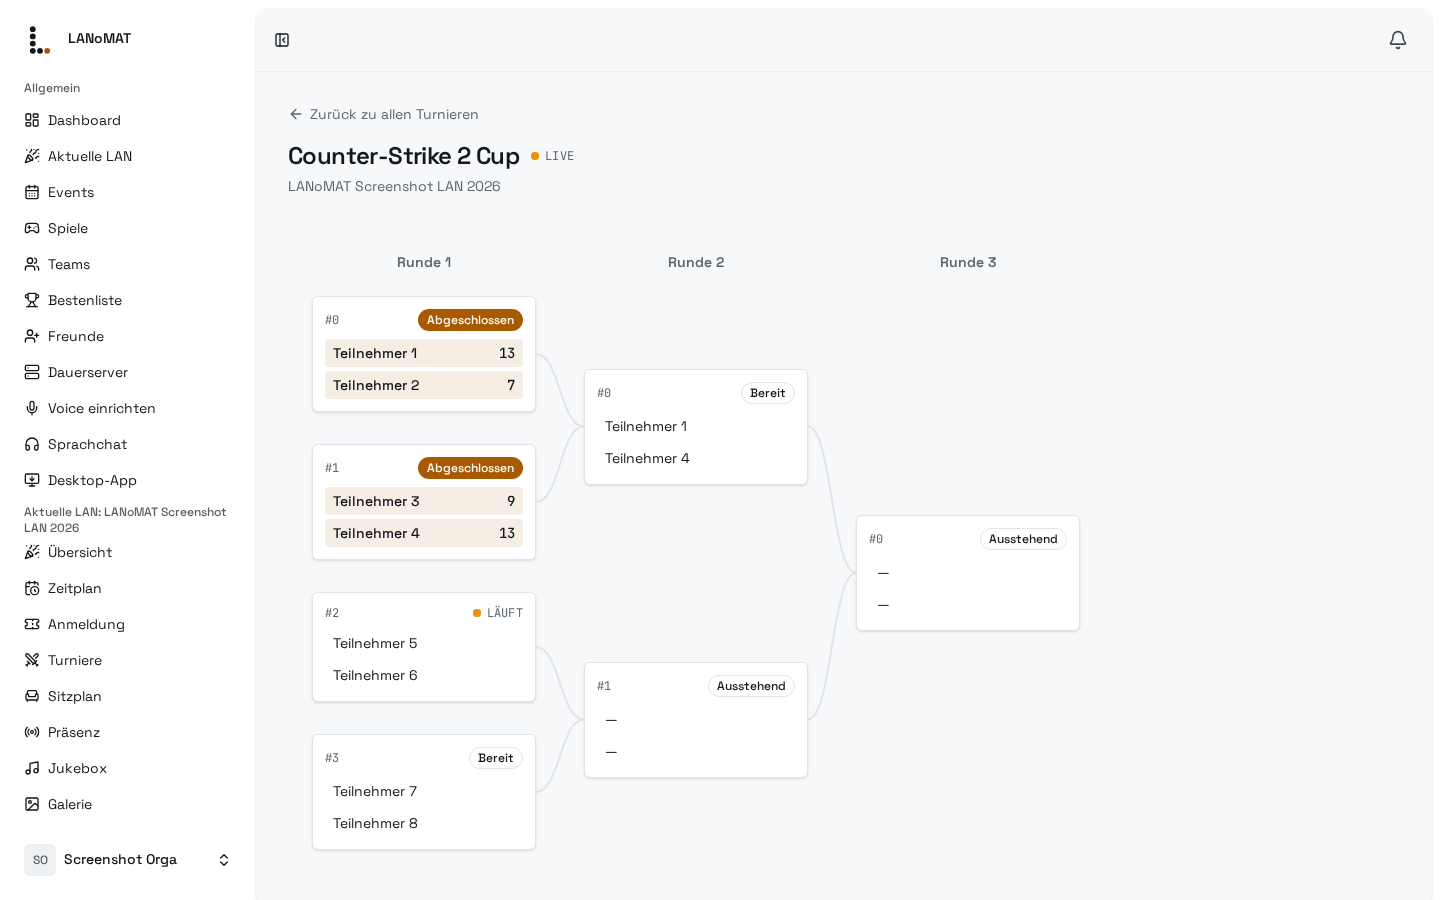 LANoMAT
Allgemein
Dashboard
Aktuelle LAN
Events
Spiele
Teams
Bestenliste
Freunde
Dauerserver
Voice einrichten
Sprachchat
Desktop-App
Aktuelle LAN: LANoMAT Screenshot
LAN 2026
Übersicht
Zeitplan
Anmeldung
Turniere
Sitzplan
Präsenz
Jukebox
Galerie
SO Screenshot Orga
Zurück zu allen Turnieren
Counter-Strike 2 Cup LIVE
LANoMAT Screenshot LAN 2026
Runde 1
#0 Abgeschlossen
Teilnehmer 1 13
Teilnehmer 2 7
#1 Abgeschlossen
Teilnehmer 3 9
Teilnehmer 4 13
#2 LÄUFT
Teilnehmer 5
Teilnehmer 6
#3 Bereit
Teilnehmer 7
Teilnehmer 8
Runde 2
#0 Bereit
Teilnehmer 1
Teilnehmer 4
#1 Ausstehend
—
—
Runde 3
#0 Ausstehend
—
—